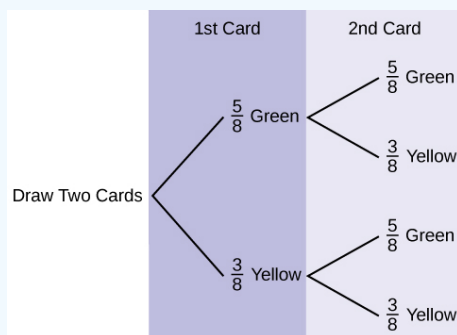 1st Card
2nd Card
5/8 Green
5/8 Green
3/8 Yellow
Draw Two Cards
3/8 Yellow
5/8 Green
3/8 Yellow